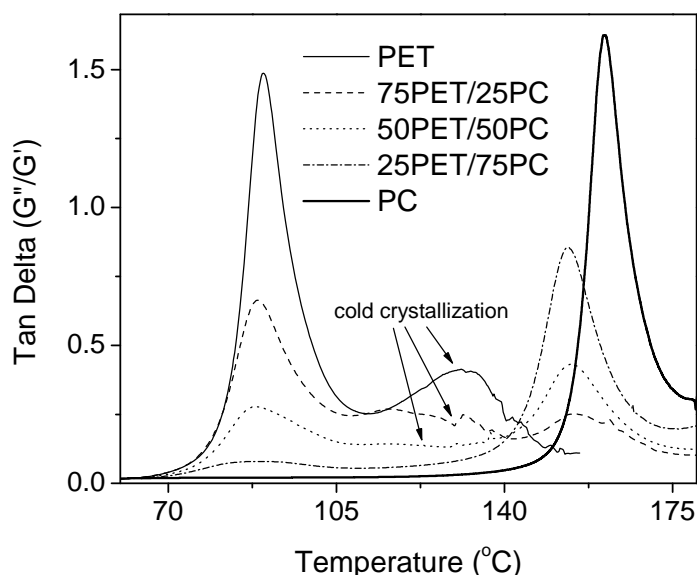 PET
75PET/25PC
50PET/50PC
25PET/75PC
PC
cold crystallization
Tan Delta (G"/G')
1.5
1.0
0.5
0.0
70 105 140 175
Temperature (°C)